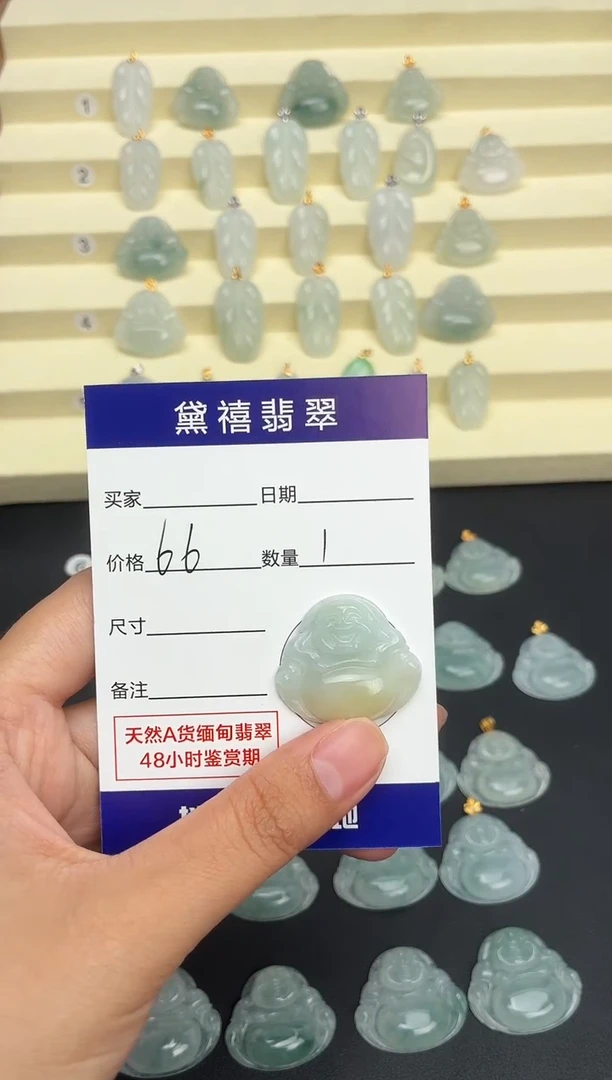 1
2
3
4
黛禧翡翠
买家 日期
价格 66 数量 1
尺寸
备注
天然A货缅甸翡翠
48小时鉴赏期